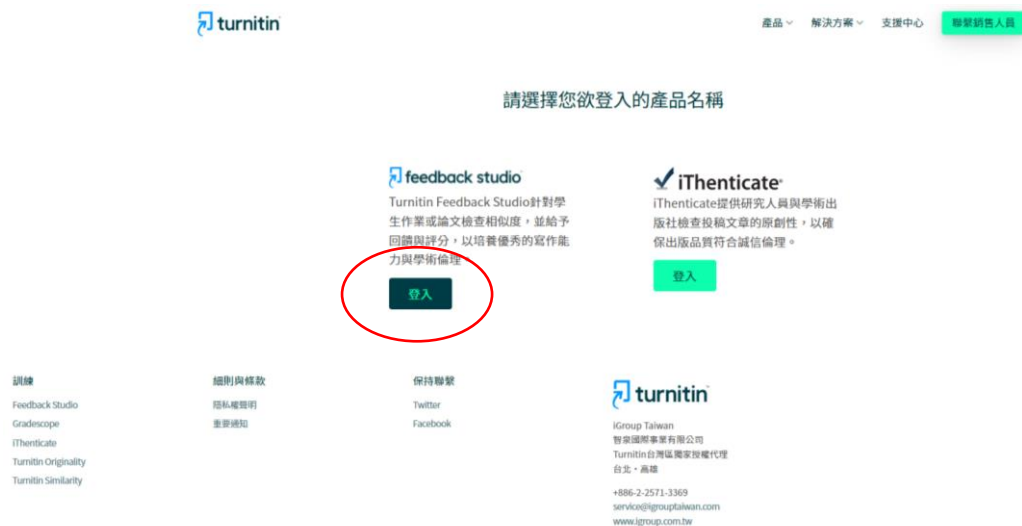 turnitin
產品
解決方案
支援中心
聯繫銷售人員
請選擇您欲登入的產品名稱
feedback studio
Turnitin Feedback Studio針對學
生作業或論文檢查相似度，並給予
回饋與評分，以培養優秀的寫作能
力與學術倫理。
登入
iThenticate®
iThenticate提供研究人員與學術出
版社檢查投稿文章的原創性，以確
保出版品質符合誠信倫理。
登入
訓練
Feedback Studio
Gradescope
iThenticate
Turnitin Originality
Turnitin Similarity
細則與條款
隱私權聲明
重要通知
保持聯繫
Twitter
Facebook
turnitin
iGroup Taiwan
智泉國際事業有限公司
Turnitin台灣區獨家授權代理
台北・高雄
+886-2-2571-3369
service@igrouptaiwan.com
www.igroup.com.tw